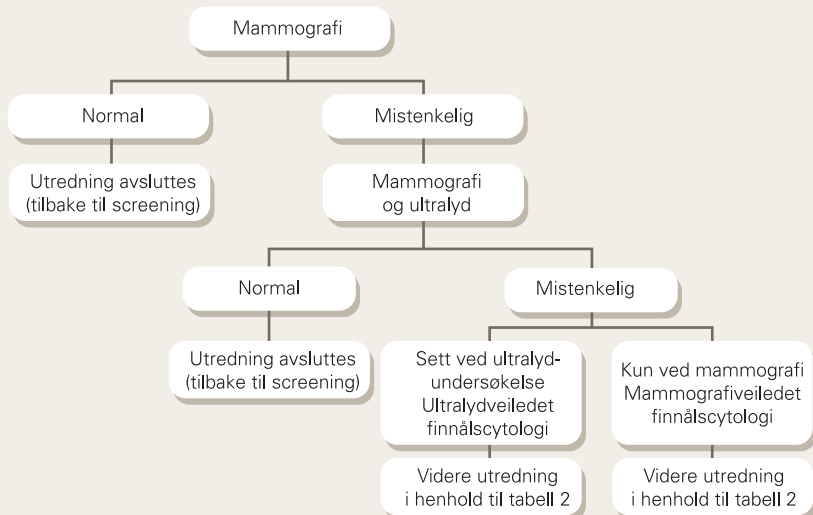 Mammografi
Normal
Mistenkelig
Utredning avsluttes
(tilbake til screening)
Mammografi
og ultralyd
Normal
Mistenkelig
Utredning avsluttes
(tilbake til screening)
Sett ved ultralyd-
undersøkelse
Ultralydveiledet
finnålscytologi
Kun ved mammografi
Mammografiveiledet
finnålscytologi
Videre utredning
i henhold til tabell 2
Videre utredning
i henhold til tabell 2